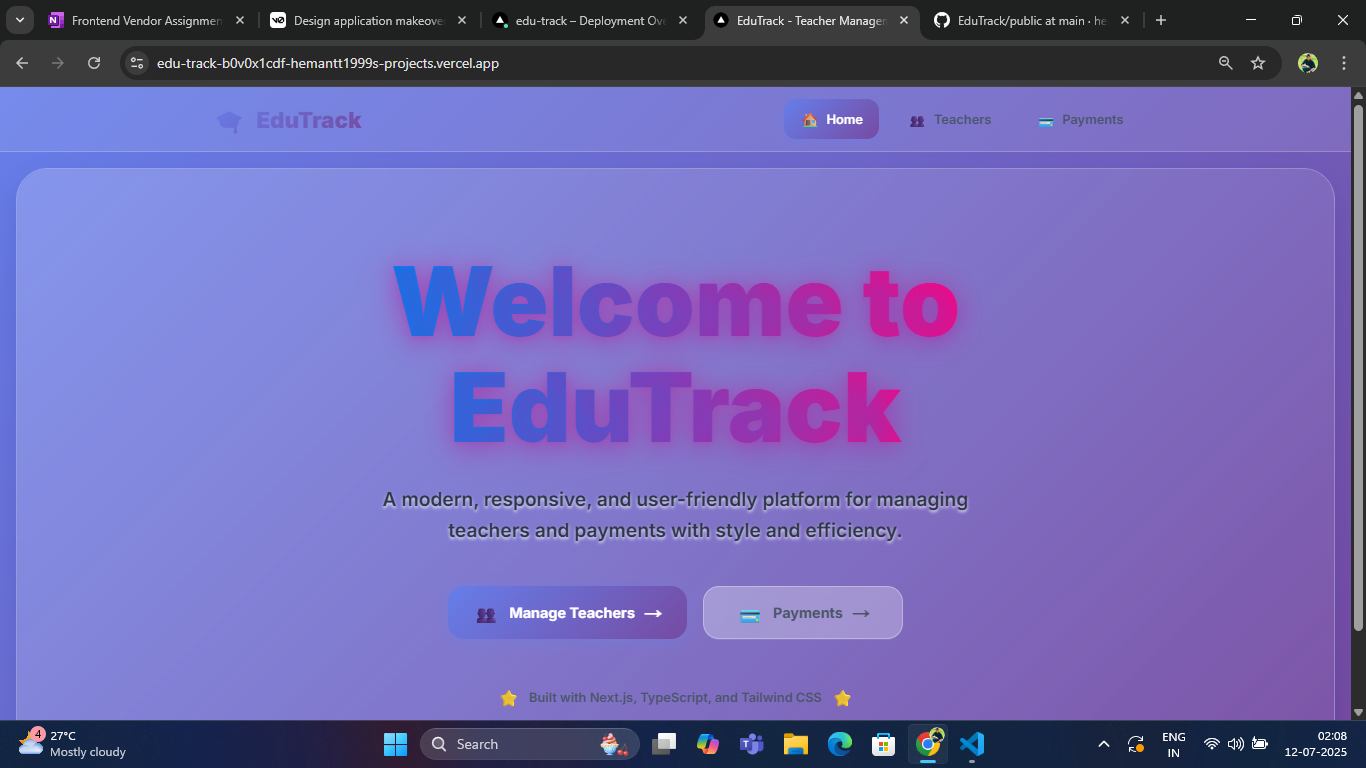 Frontend Vendor Assignmen
Design application makeove
edu-track – Deployment Ove
EduTrack - Teacher Managem
EduTrack/public at main · he
edu-track-b0v0x1cdf-hemantt1999s-projects.vercel.app
EduTrack
Home
Teachers
Payments
Welcome to
EduTrack
A modern, responsive, and user-friendly platform for managing
teachers and payments with style and efficiency.
Manage Teachers →
Payments →
Built with Next.js, TypeScript, and Tailwind CSS
4
27°C
Mostly cloudy
Search
ENG
IN
02:08
12-07-2025